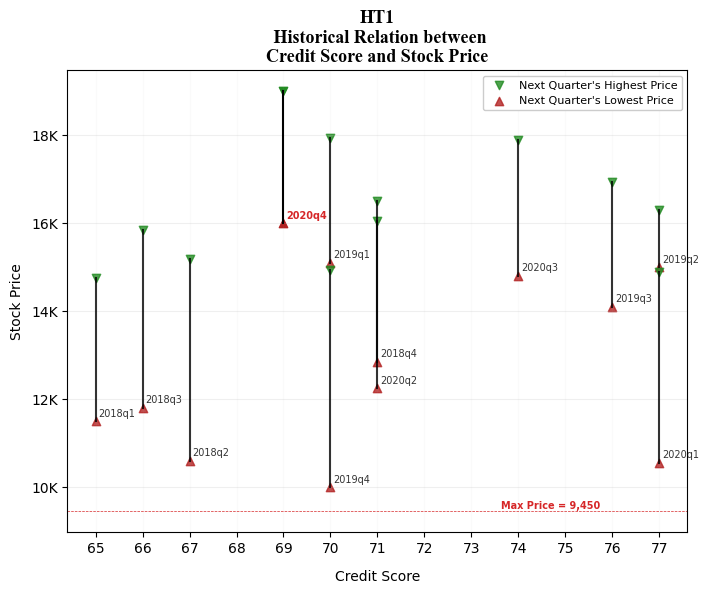 HT1
Historical Relation between
Credit Score and Stock Price
Next Quarter's Highest Price
Next Quarter's Lowest Price
18K
16K
14K
12K
10K
Stock Price
2020q4
2019q1
2019q2
2020q3
2019q3
2018q4
2020q2
2018q3
2018q1
2018q2
2020q1
2019q4
Max Price = 9,450
65 66 67 68 69 70 71 72 73 74 75 76 77
Credit Score